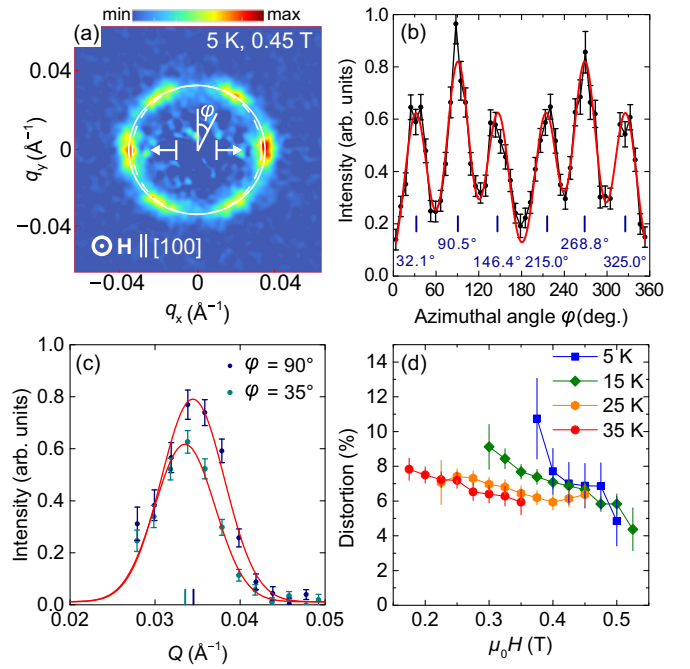 min max
(a) 5 K, 0.45 T
0.04
0
−0.04
qy (Å⁻¹)
φ
H || [100]
−0.04 0 0.04
qx (Å⁻¹)
(b)
1.0
0.8
0.6
0.4
0.2
0.0
Intensity (arb. units)
90.5° 268.8°
32.1° 146.4° 215.0° 325.0°
0 60 120 180 240 300 360
Azimuthal angle φ(deg.)
(c)
φ = 90°
φ = 35°
1.0
0.8
0.6
0.4
0.2
0.0
Intensity (arb. units)
0.02 0.03 0.04 0.05
Q (Å⁻¹)
(d)
5 K
15 K
25 K
35 K
14
12
10
8
6
4
2
0
Distortion (%)
0.2 0.3 0.4 0.5
μ₀H (T)